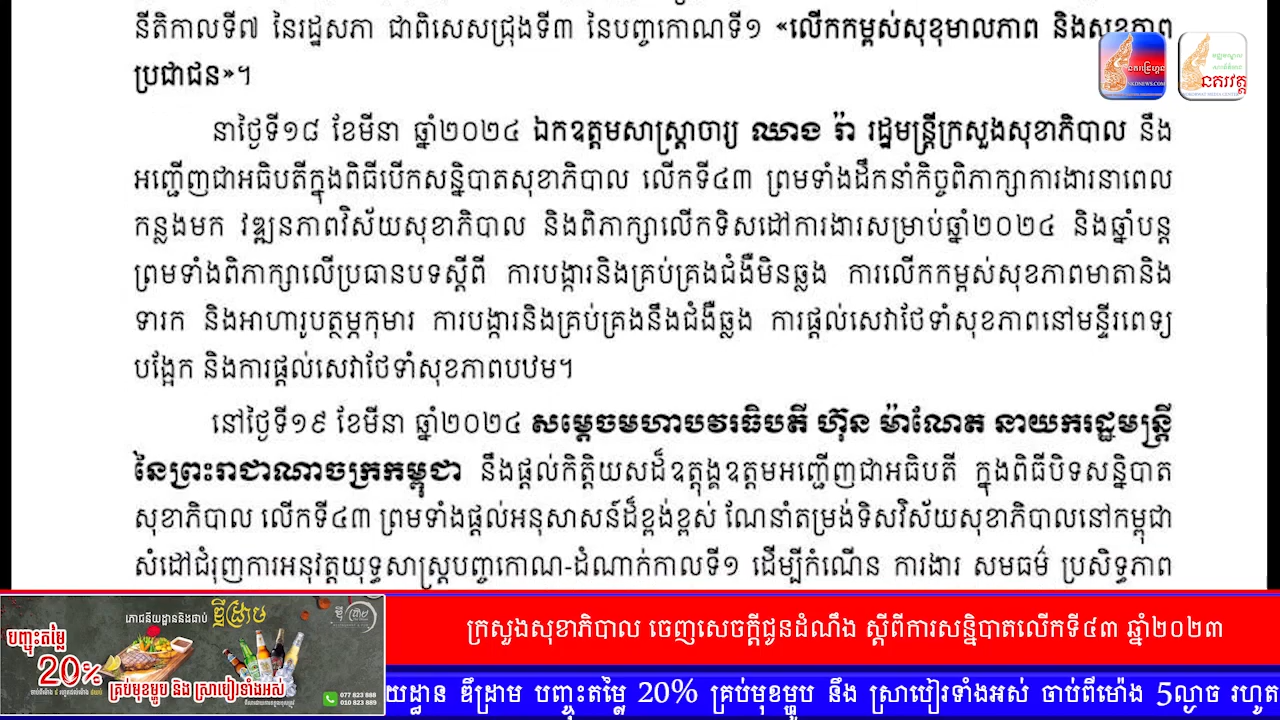 នីតិកាលទី៧ នៃរដ្ឋសភា ជាពិសេសជ្រុងទី៣ នៃបញ្ចកោណទី១ «លើកកម្ពស់សុខុមាលភាព និងសុខភាព
ប្រជាជន»។
នាថ្ងៃទី១៨ ខែមីនា ឆ្នាំ២០២៤ ឯកឧត្តមសាស្ត្រាចារ្យ ឈាង រ៉ា រដ្ឋមន្ត្រីក្រសួងសុខាភិបាល នឹង
អញ្ជើញជាអធិបតីក្នុងពិធីបើកសន្និបាតសុខាភិបាល លើកទី៤៣ ព្រមទាំងដឹកនាំកិច្ចពិភាក្សាការងារនាពេល
កន្លងមក វឌ្ឍនភាពវិស័យសុខាភិបាល និងពិភាក្សាលើកទិសដៅការងារសម្រាប់ឆ្នាំ២០២៤ និងឆ្នាំបន្ត
ព្រមទាំងពិភាក្សាលើប្រធានបទស្តីពី ការបង្ការនិងគ្រប់គ្រងជំងឺមិនឆ្លង ការលើកកម្ពស់សុខភាពមាតានិង
ទារក និងអាហារូបត្ថម្ភកុមារ ការបង្ការនិងគ្រប់គ្រងនឹងជំងឺឆ្លង ការផ្តល់សេវាថែទាំសុខភាពនៅមន្ទីរពេទ្យ
បង្អែក និងការផ្តល់សេវាថែទាំសុខភាពបឋម។
នៅថ្ងៃទី១៩ ខែមីនា ឆ្នាំ២០២៤ សម្តេចមហាបវរធិបតី ហ៊ុន ម៉ាណែត នាយករដ្ឋមន្ត្រី
នៃព្រះរាជាណាចក្រកម្ពុជា នឹងផ្តល់កិត្តិយសដ៏ឧត្តុង្គឧត្តមអញ្ជើញជាអធិបតី ក្នុងពិធីបិទសន្និបាត
សុខាភិបាល លើកទី៤៣ ព្រមទាំងផ្តល់អនុសាសន៍ដ៏ខ្ពង់ខ្ពស់ ណែនាំតម្រង់ទិសវិស័យសុខាភិបាលនៅកម្ពុជា
សំដៅជំរុញការអនុវត្តយុទ្ធសាស្ត្របញ្ចកោណ-ដំណាក់កាលទី១ ដើម្បីកំណើន ការងារ សមធម៌ ប្រសិទ្ធភាព
នគរដ្រេហ្គន
NKDNEWS.COM
នគរវត្ត
ភោជនីយដ្ឋាននិងជាប់ ឌឹដ្រាម
បញ្ចុះតម្លៃ
20%
គ្រប់មុខម្ហូប និង ស្រាបៀរទាំងអស់
077 823 888
010 823 889
ក្រសួងសុខាភិបាល ចេញសេចក្តីជូនដំណឹង ស្តីពីការសន្និបាតលើកទី៤៣ ឆ្នាំ២០២៣
យដ្ឋាន ឌឹដ្រាម បញ្ចុះតម្លៃ 20% គ្រប់មុខម្ហូប នឹង ស្រាបៀរទាំងអស់ ចាប់ពីម៉ោង 5ល្ងាច រហូត